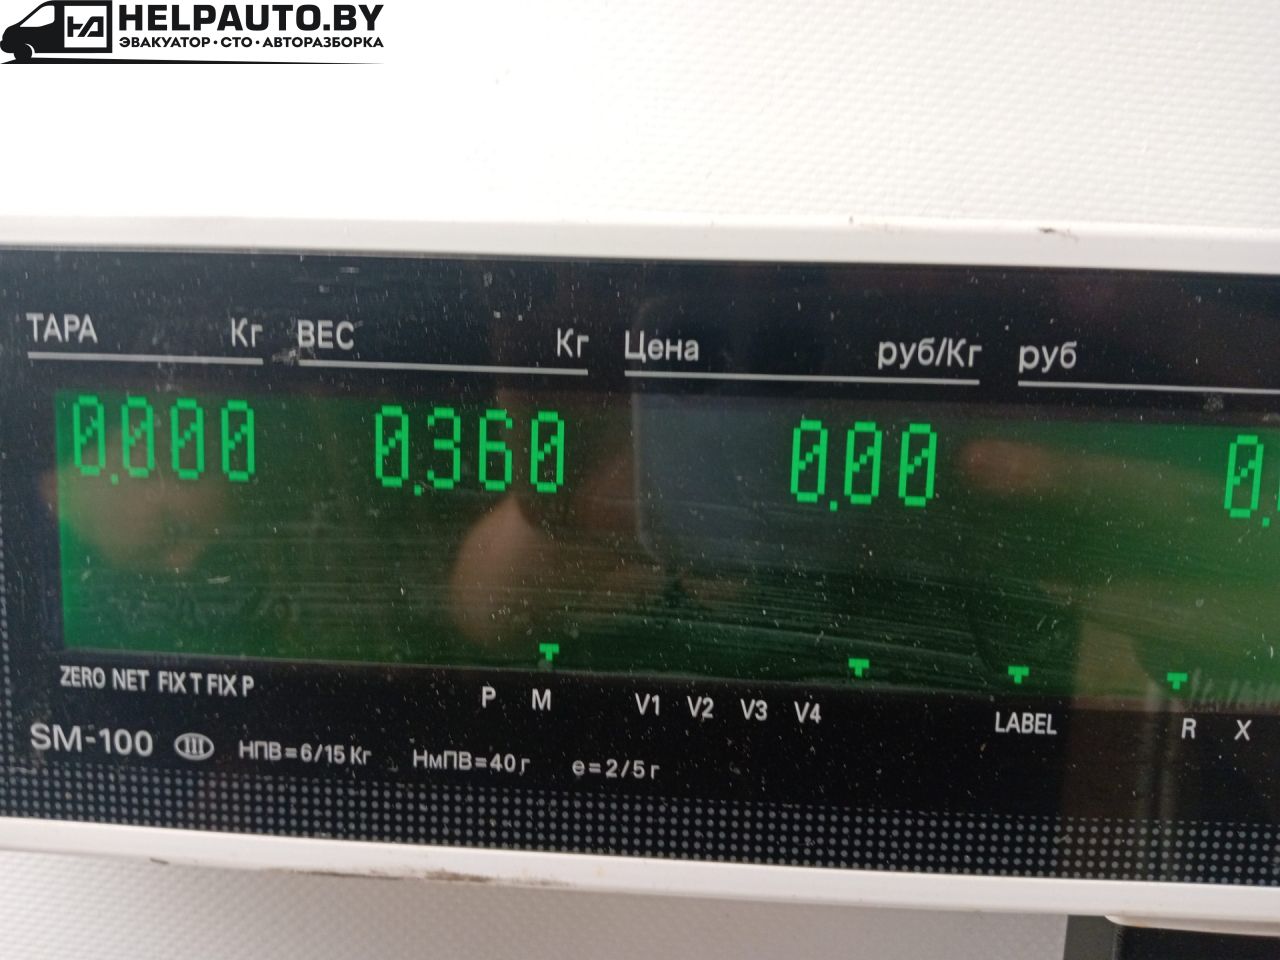 HELPAUTO.BY
ЭВАКУАТОР • СТО • АВТОРАЗБОРКА
ТАРА Кг ВЕС Кг Цена руб/Кг руб
0.000 0.360 0.00 0.
ZERO NET FIX T FIX P P M V1 V2 V3 V4 LABEL R X
SM-100 III НПВ=6/15 Кг НмПВ=40 г e=2/5 г